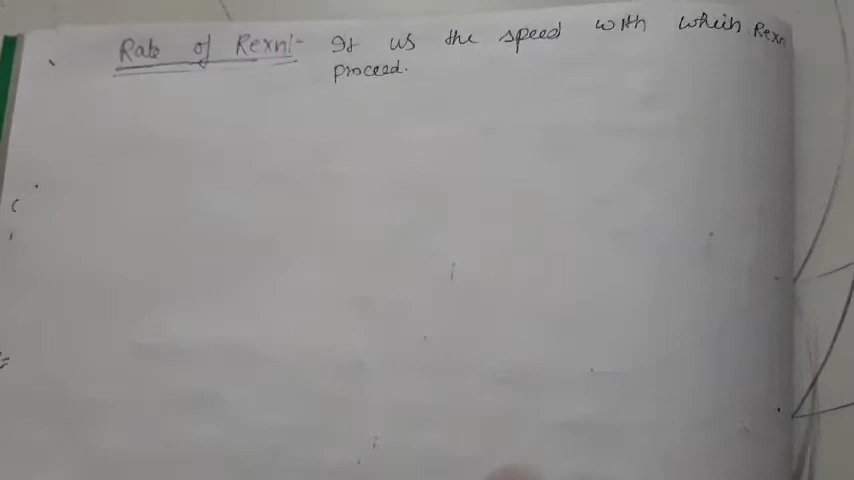 Rate of Rexn:- It is the speed with which Rexn
proceed.